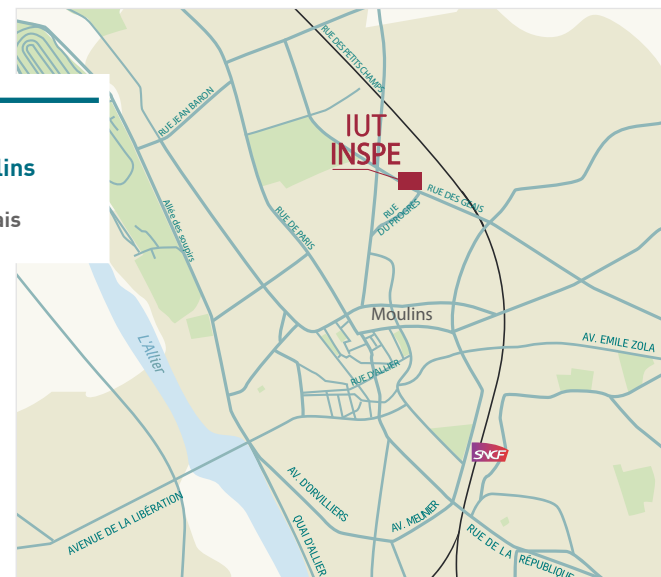 RUE DES PETITS CHAMPS
RUE JEAN BARON
IUT
INSPE
lins
RUE DES GEAIS
nis
RUE
DU PROGRES
Allée des soupirs
RUE DE PARIS
Moulins
L'Allier
AV. EMILE ZOLA
RUE D'ALLIER
SNCF
AV. D'ORVILLIERS
AVENUE DE LA LIBÉRATION
AV. MEUNIER
QUAI D'ALLIER
RUE DE LA RÉPUBLIQUE